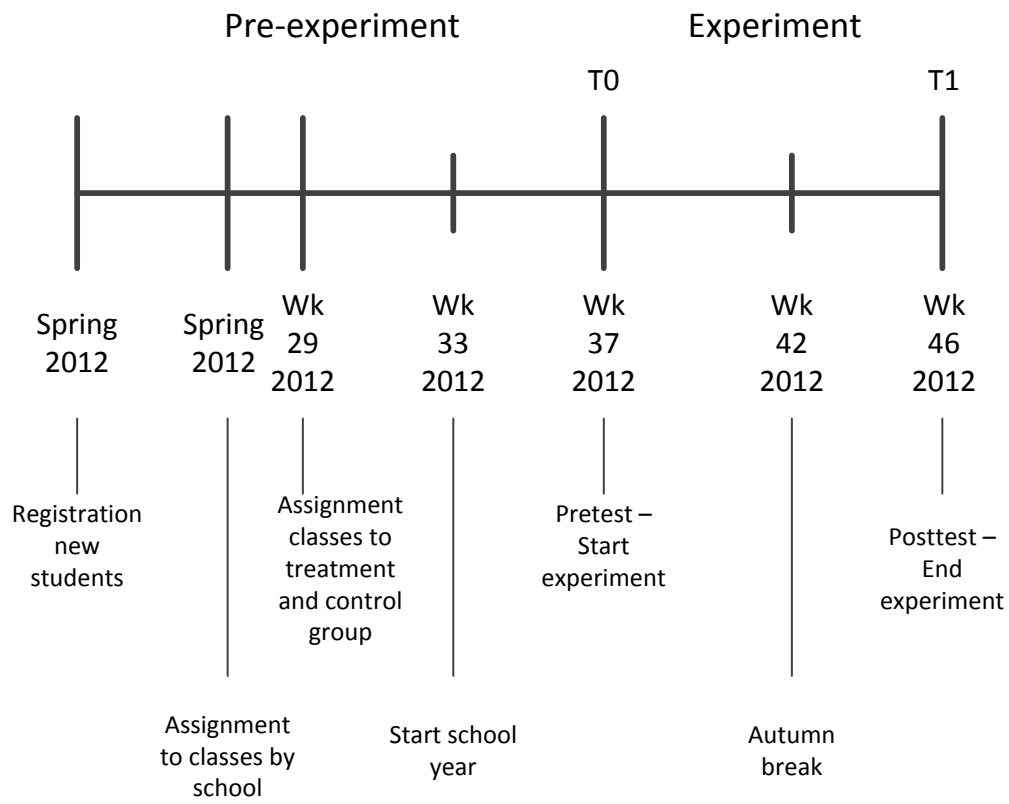 Pre-experiment
Experiment
T0
T1
Spring
2012
Spring
2012
Wk
29
2012
Wk
33
2012
Wk
37
2012
Wk
42
2012
Wk
46
2012
Registration
new
students
Assignment
classes to
treatment
and control
group
Pretest –
Start
experiment
Posttest –
End
experiment
Assignment
to classes by
school
Start school
year
Autumn
break